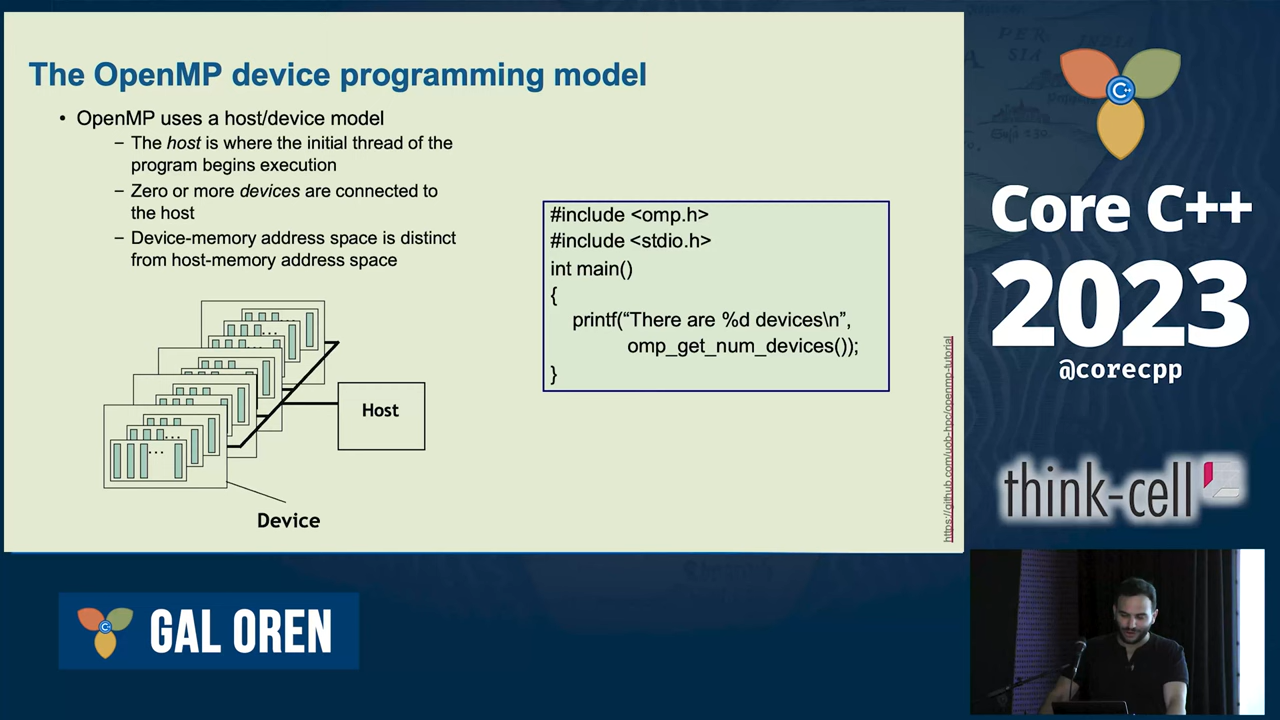 The OpenMP device programming model
• OpenMP uses a host/device model
– The host is where the initial thread of the
program begins execution
– Zero or more devices are connected to
the host
– Device-memory address space is distinct
from host-memory address space
Host
Device
#include <omp.h>
#include <stdio.h>
int main()
{
printf(“There are %d devices\n”,
omp_get_num_devices());
}
https://github.com/uob-hpc/openmp-tutorial
C++
Core C++
2023
@corecpp
think-cell
GAL OREN